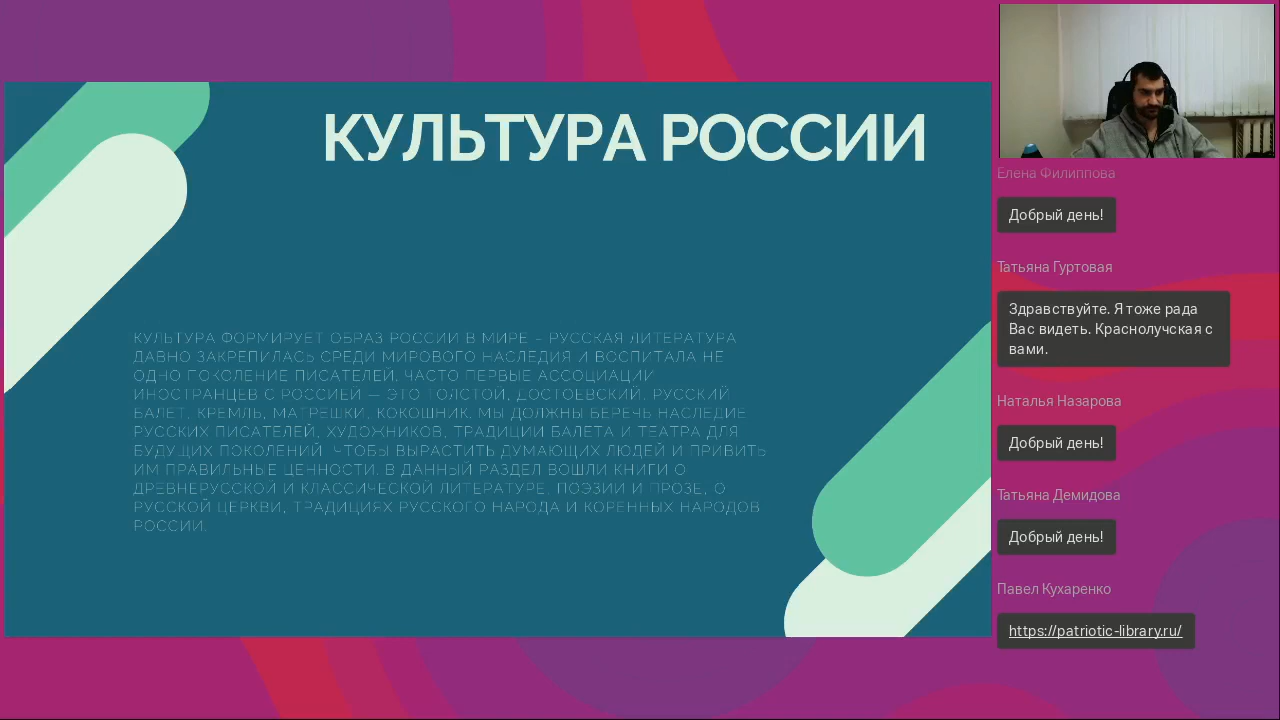 КУЛЬТУРА РОССИИ
КУЛЬТУРА ФОРМИРУЕТ ОБРАЗ РОССИИ В МИРЕ – РУССКАЯ ЛИТЕРАТУРА
ДАВНО ЗАКРЕПИЛАСЬ СРЕДИ МИРОВОГО НАСЛЕДИЯ И ВОСПИТАЛА НЕ
ОДНО ПОКОЛЕНИЕ ПИСАТЕЛЕЙ. ЧАСТО ПЕРВЫЕ АССОЦИАЦИИ
ИНОСТРАНЦЕВ С РОССИЕЙ — ЭТО ТОЛСТОЙ, ДОСТОЕВСКИЙ, РУССКИЙ
БАЛЕТ, КРЕМЛЬ, МАТРЕШКИ, КОКОШНИК. МЫ ДОЛЖНЫ БЕРЕЧЬ НАСЛЕДИЕ
РУССКИХ ПИСАТЕЛЕЙ, ХУДОЖНИКОВ, ТРАДИЦИИ БАЛЕТА И ТЕАТРА ДЛЯ
БУДУЩИХ ПОКОЛЕНИЙ, ЧТОБЫ ВЫРАСТИТЬ ДУМАЮЩИХ ЛЮДЕЙ И ПРИВИТЬ
ИМ ПРАВИЛЬНЫЕ ЦЕННОСТИ. В ДАННЫЙ РАЗДЕЛ ВОШЛИ КНИГИ О
ДРЕВНЕРУССКОЙ И КЛАССИЧЕСКОЙ ЛИТЕРАТУРЕ, ПОЭЗИИ И ПРОЗЕ, О
РУССКОЙ ЦЕРКВИ, ТРАДИЦИЯХ РУССКОГО НАРОДА И КОРЕННЫХ НАРОДОВ
РОССИИ.
Елена Филиппова
Добрый день!
Татьяна Гуртовая
Здравствуйте. Я тоже рада
Вас видеть. Краснолучская с
вами.
Наталья Назарова
Добрый день!
Татьяна Демидова
Добрый день!
Павел Кухаренко
https://patriotic-library.ru/